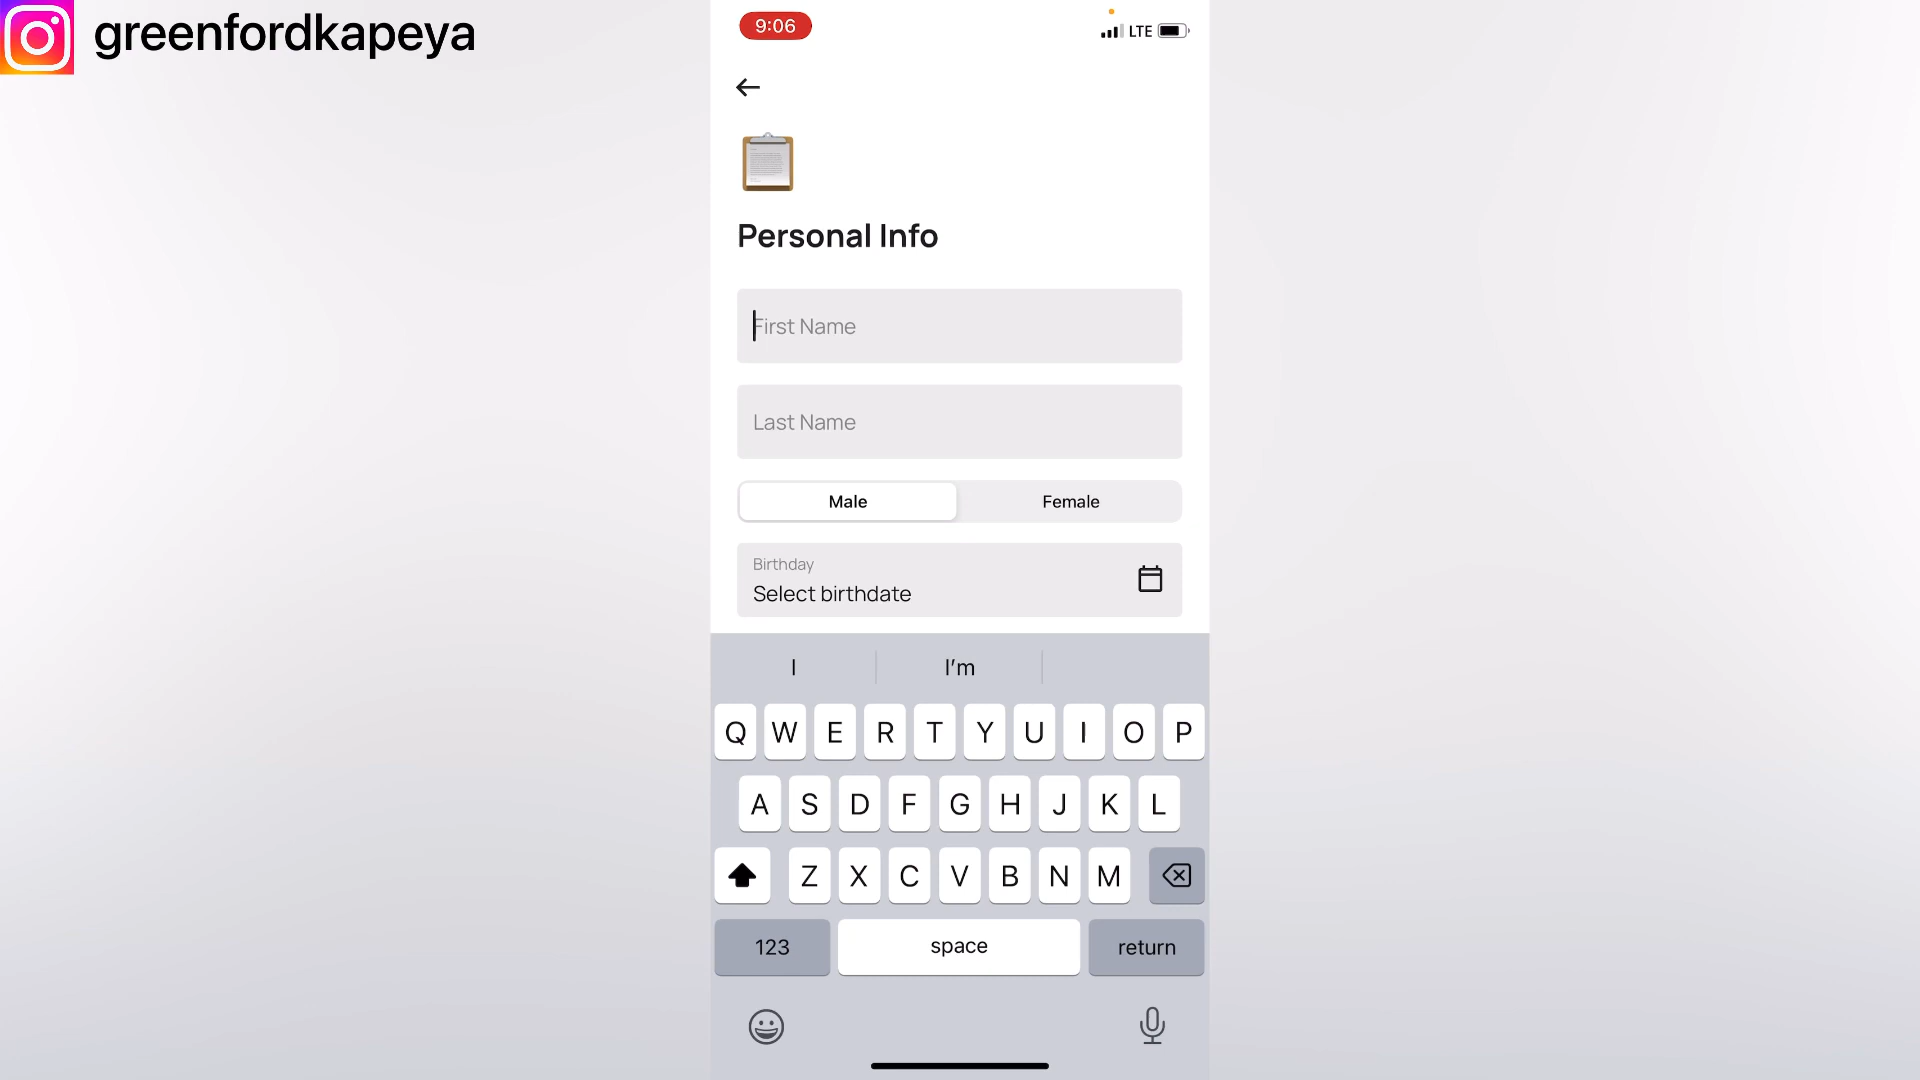 greenfordkapeya
9:06
LTE
Personal Info
First Name
Last Name
Male Female
Birthday
Select birthdate
I I'm
Q W E R T Y U I O P
A S D F G H J K L
Z X C V B N M
123 space return